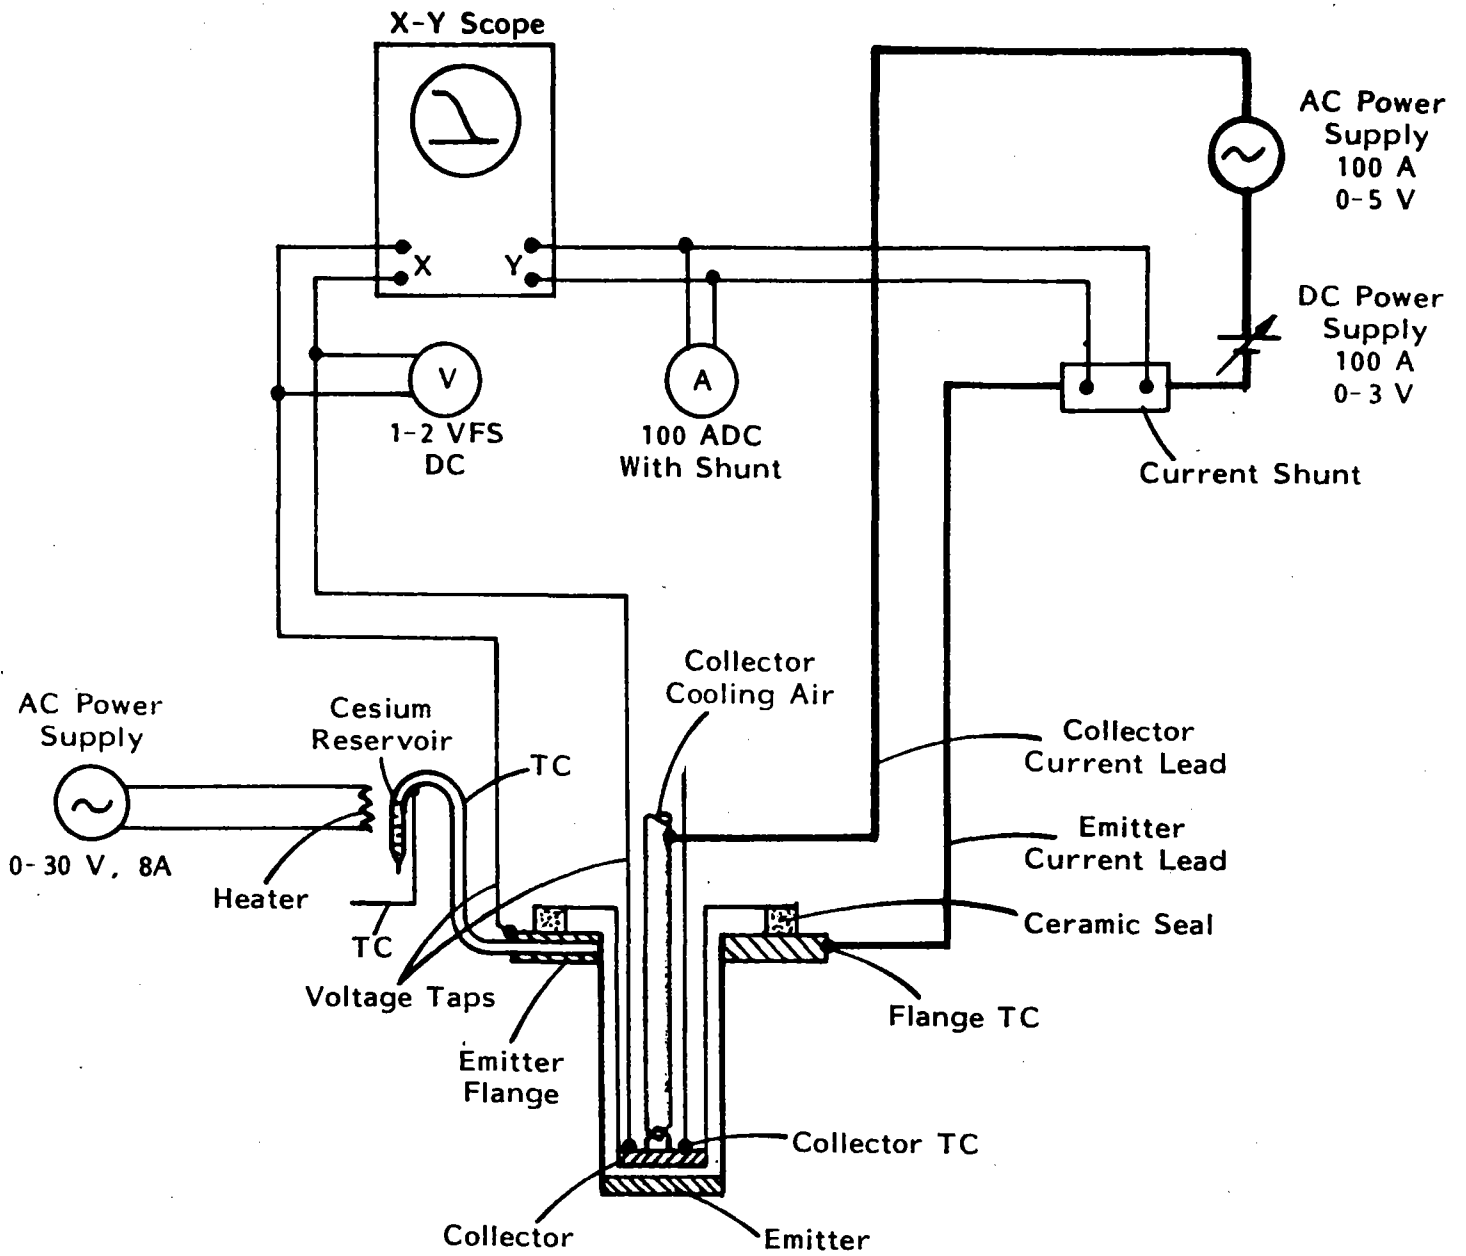 X-Y Scope
X
Y
AC Power
Supply
100 A
0-5 V
DC Power
Supply
100 A
0-3 V
V
1-2 VFS
DC
A
100 ADC
With Shunt
Current Shunt
Collector
Cooling Air
AC Power
Supply
0-30 V, 8A
Cesium
Reservoir
TC
Heater
TC
Voltage Taps
Collector
Current Lead
Emitter
Current Lead
Ceramic Seal
Flange TC
Emitter
Flange
Collector TC
Collector
Emitter